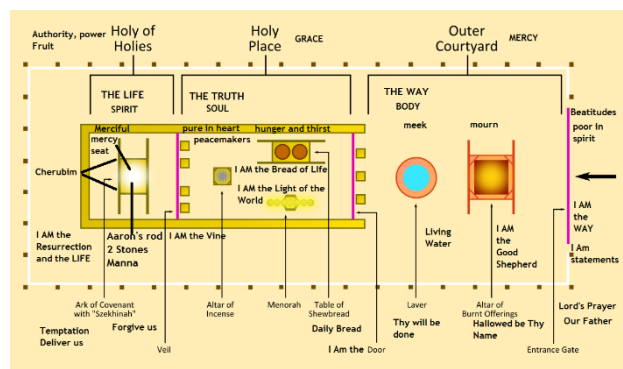 Authority, power
Fruit
Holy of
Holies
Holy
Place
GRACE
Outer
Courtyard
MERCY
THE LIFE
SPIRIT
THE TRUTH
SOUL
THE WAY
BODY
Beatitudes
poor in
spirit
Merciful
mercy
seat
pure in heart
peacemakers
hunger and thirst
meek
mourn
Cherubim
I AM the Bread of Life
I AM the Light of the
World
I AM
the
WAY
I Am
statements
I AM the
Resurrection
and the LIFE
Aaron's rod
2 Stones
Manna
I AM the Vine
Living
Water
I AM
the
Good
Shepherd
Ark of Covenant
with "Szekhinah"
Altar of
Incense
Menorah
Table of
Shewbread
Laver
Altar of
Burnt Offerings
Lord's Prayer
Our Father
Temptation
Deliver us
Forgive us
Daily Bread
Thy will be
done
Hallowed be Thy
Name
Veil
I Am the Door
Entrance Gate